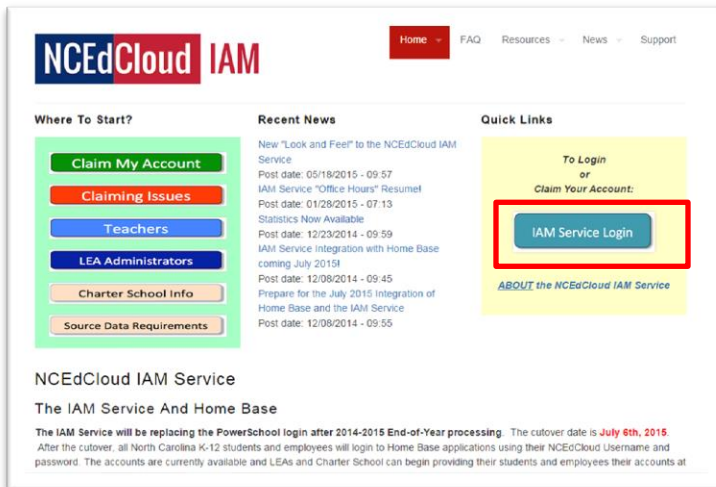 NCEdCloud IAM
Home
FAQ
Resources
News
Support
Where To Start?
Claim My Account
Claiming Issues
Teachers
LEA Administrators
Charter School Info
Source Data Requirements
Recent News
New "Look and Feel" to the NCEdCloud IAM
Service
Post date: 05/18/2015 - 09:57
IAM Service "Office Hours" Resume!
Post date: 01/28/2015 - 07:13
Statistics Now Available
Post date: 12/23/2014 - 09:59
IAM Service Integration with Home Base
coming July 2015!
Post date: 12/08/2014 - 09:45
Prepare for the July 2015 Integration of
Home Base and the IAM Service
Post date: 12/08/2014 - 09:55
Quick Links
To Login
or
Claim Your Account:
IAM Service Login
ABOUT the NCEdCloud IAM Service
NCEdCloud IAM Service
The IAM Service And Home Base
The IAM Service will be replacing the PowerSchool login after 2014-2015 End-of-Year processing. The cutover date is July 6th, 2015.
After the cutover, all North Carolina K-12 students and employees will login to Home Base applications using their NCEdCloud Username and
password. The accounts are currently available and LEAs and Charter School can begin providing their students and employees their accounts at